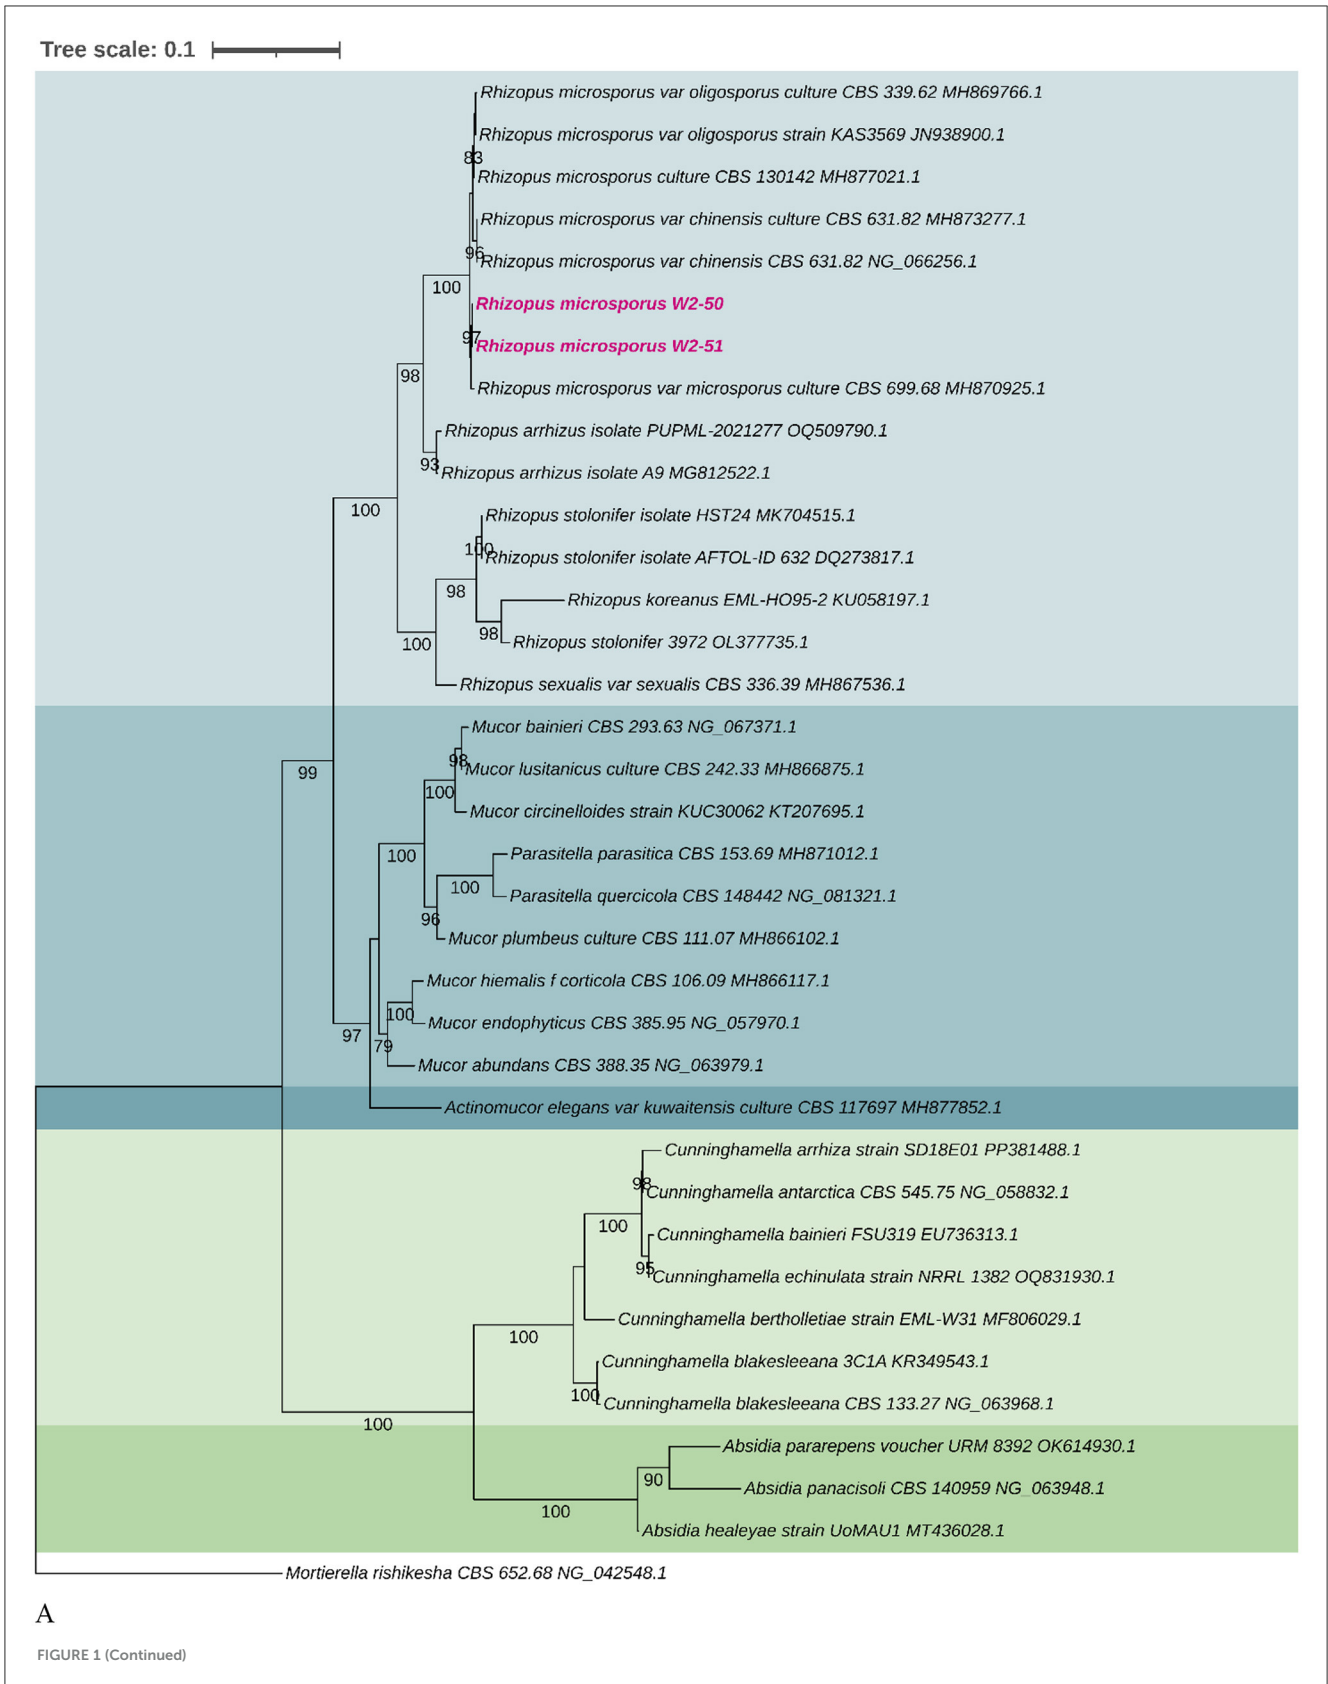 Tree scale: 0.1
Rhizopus microsporus var oligosporus culture CBS 339.62 MH869766.1
Rhizopus microsporus var oligosporus strain KAS3569 JN938900.1
83
Rhizopus microsporus culture CBS 130142 MH877021.1
Rhizopus microsporus var chinensis culture CBS 631.82 MH873277.1
96
Rhizopus microsporus var chinensis CBS 631.82 NG_066256.1
100
Rhizopus microsporus W2-50
97
Rhizopus microsporus W2-51
98
Rhizopus microsporus var microsporus culture CBS 699.68 MH870925.1
Rhizopus arrhizus isolate PUPML-2021277 OQ509790.1
93
Rhizopus arrhizus isolate A9 MG812522.1
100
Rhizopus stolonifer isolate HST24 MK704515.1
100
Rhizopus stolonifer isolate AFTOL-ID 632 DQ273817.1
98
Rhizopus koreanus EML-HO95-2 KU058197.1
98
Rhizopus stolonifer 3972 OL377735.1
100
Rhizopus sexualis var sexualis CBS 336.39 MH867536.1
Mucor bainieri CBS 293.63 NG_067371.1
98
Mucor lusitanicus culture CBS 242.33 MH866875.1
99
100
Mucor circinelloides strain KUC30062 KT207695.1
100
Parasitella parasitica CBS 153.69 MH871012.1
100
Parasitella quercicola CBS 148442 NG_081321.1
96
Mucor plumbeus culture CBS 111.07 MH866102.1
Mucor hiemalis f corticola CBS 106.09 MH866117.1
100
Mucor endophyticus CBS 385.95 NG_057970.1
97
79
Mucor abundans CBS 388.35 NG_063979.1
Actinomucor elegans var kuwaitensis culture CBS 117697 MH877852.1
Cunninghamella arrhiza strain SD18E01 PP381488.1
98
Cunninghamella antarctica CBS 545.75 NG_058832.1
100
Cunninghamella bainieri FSU319 EU736313.1
95
Cunninghamella echinulata strain NRRL 1382 OQ831930.1
Cunninghamella bertholletiae strain EML-W31 MF806029.1
100
Cunninghamella blakesleeana 3C1A KR349543.1
100
Cunninghamella blakesleeana CBS 133.27 NG_063968.1
100
Absidia pararepens voucher URM 8392 OK614930.1
90
Absidia panacisoli CBS 140959 NG_063948.1
100
Absidia healeyae strain UoMAU1 MT436028.1
Mortierella rishikesha CBS 652.68 NG_042548.1
A
FIGURE 1 (Continued)